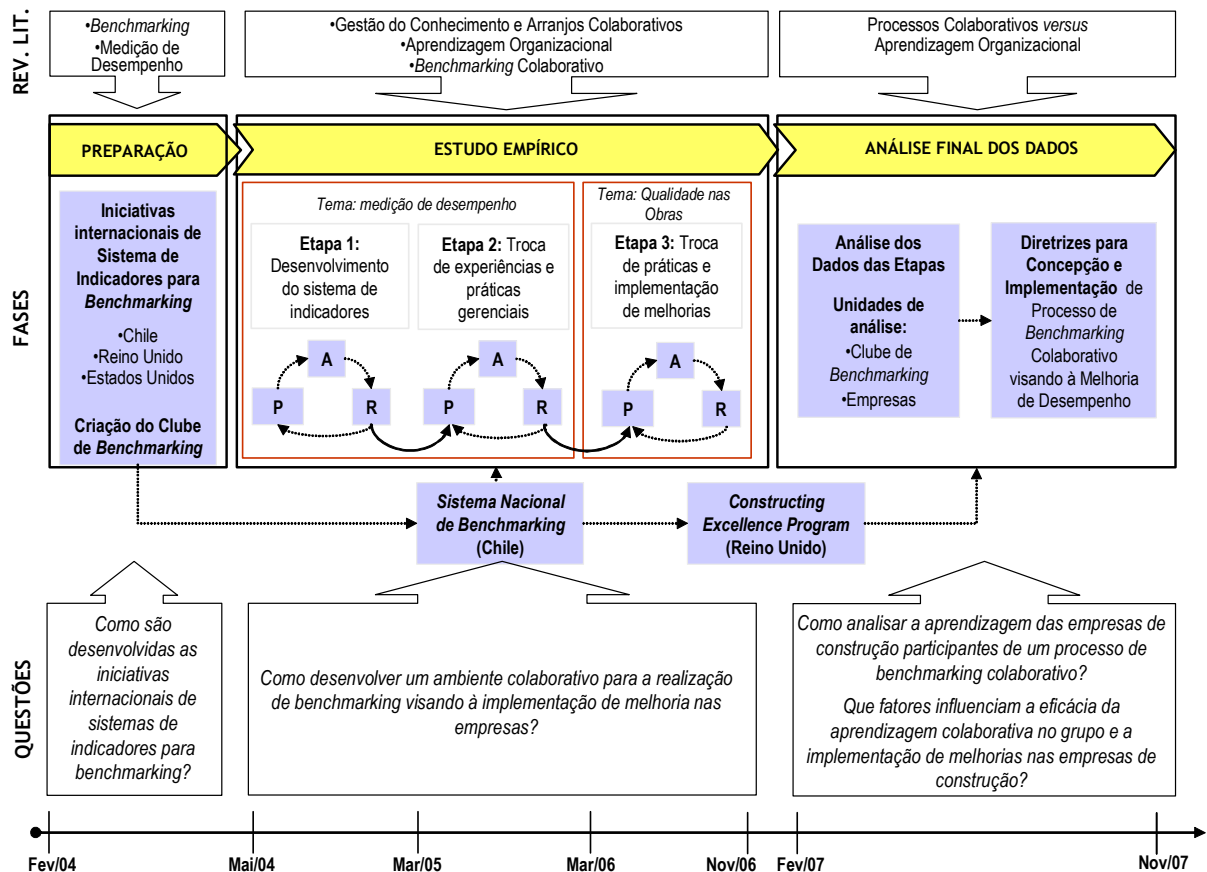 REV. LIT.
•Benchmarking
•Medição de
Desempenho
•Gestão do Conhecimento e Arranjos Colaborativos
•Aprendizagem Organizacional
•Benchmarking Colaborativo
Processos Colaborativos versus
Aprendizagem Organizacional
FASES
PREPARAÇÃO
ESTUDO EMPÍRICO
ANÁLISE FINAL DOS DADOS
Iniciativas
internacionais de
Sistema de
Indicadores para
Benchmarking
•Chile
•Reino Unido
•Estados Unidos
Criação do Clube
de Benchmarking
Tema: medição de desempenho
Etapa 1:
Desenvolvimento
do sistema de
indicadores
Etapa 2: Troca
de experiências e
práticas
gerenciais
Tema: Qualidade nas
Obras
Etapa 3: Troca
de práticas e
implementação
de melhorias
A
P
R
A
P
R
A
P
R
Análise dos
Dados das Etapas
Unidades de
análise:
•Clube de
Benchmarking
•Empresas
Diretrizes para
Concepção e
Implementação de
Processo de
Benchmarking
Colaborativo
visando à Melhoria
de Desempenho
Sistema Nacional
de Benchmarking
(Chile)
Constructing
Excellence Program
(Reino Unido)
QUESTÕES
Como são
desenvolvidas as
iniciativas
internacionais de
sistemas de
indicadores para
benchmarking?
Como desenvolver um ambiente colaborativo para a realização
de benchmarking visando à implementação de melhoria nas
empresas?
Como analisar a aprendizagem das empresas de
construção participantes de um processo de
benchmarking colaborativo?
Que fatores influenciam a eficácia da
aprendizagem colaborativa no grupo e a
implementação de melhorias nas empresas de
construção?
Fev/04
Mai/04
Mar/05
Mar/06
Nov/06
Fev/07
Nov/07